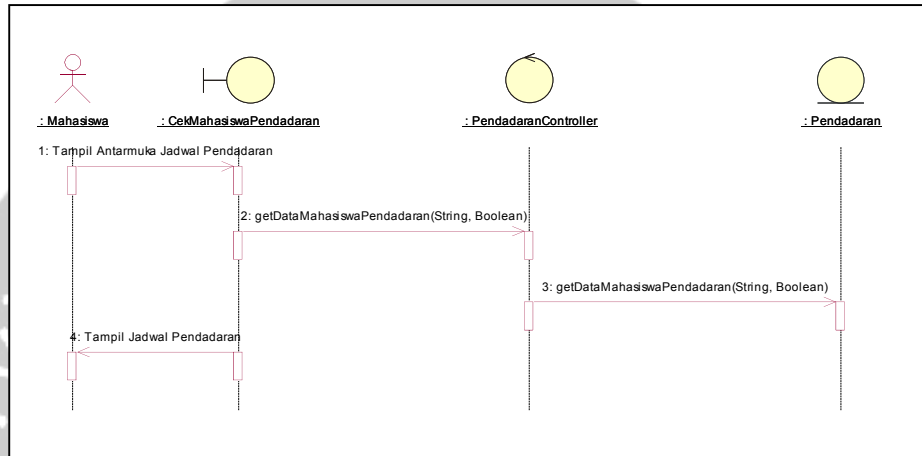 : Mahasiswa
: CekMahasiswaPendadaran
: PendadaranController
: Pendadaran
1: Tampil Antarmuka Jadwal Pendadaran
2: getDataMahasiswaPendadaran(String, Boolean)
3: getDataMahasiswaPendadaran(String, Boolean)
4: Tampil Jadwal Pendadaran